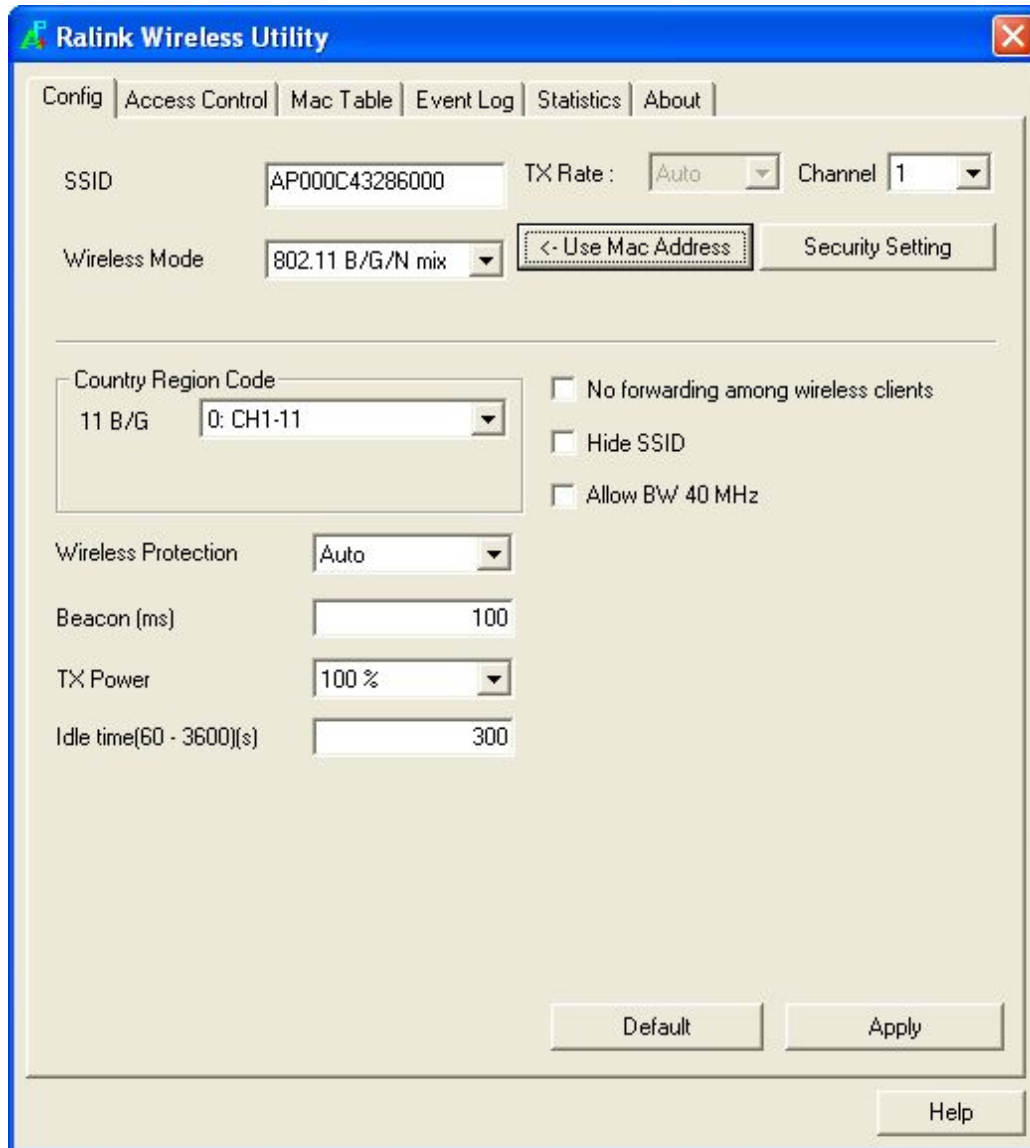 Ralink Wireless Utility
Config Access Control Mac Table Event Log Statistics About
SSID AP000C43286000 TX Rate : Auto Channel 1
Wireless Mode 802.11 B/G/N mix <- Use Mac Address Security Setting
Country Region Code
11 B/G 0: CH1-11
No forwarding among wireless clients
Hide SSID
Allow BW 40 MHz
Wireless Protection Auto
Beacon (ms) 100
TX Power 100 %
Idle time(60 - 3600)(s) 300
Default Apply
Help